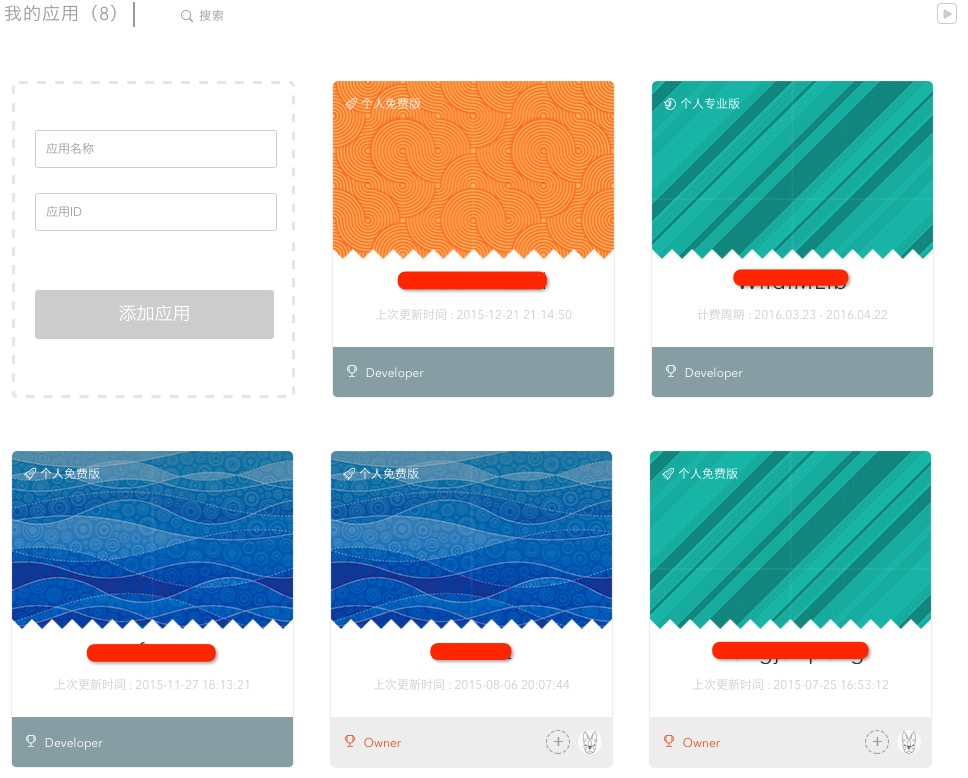 我的应用（8）
搜索
应用名称
应用ID
添加应用
个人免费版
上次更新时间 : 2015-12-21 21:14:50
Developer
个人专业版
计费周期 : 2016.03.23 - 2016.04.22
Developer
个人免费版
上次更新时间 : 2015-11-27 18:13:21
Developer
个人免费版
上次更新时间 : 2015-08-06 20:07:44
Owner
个人免费版
上次更新时间 : 2015-07-25 16:53:12
Owner